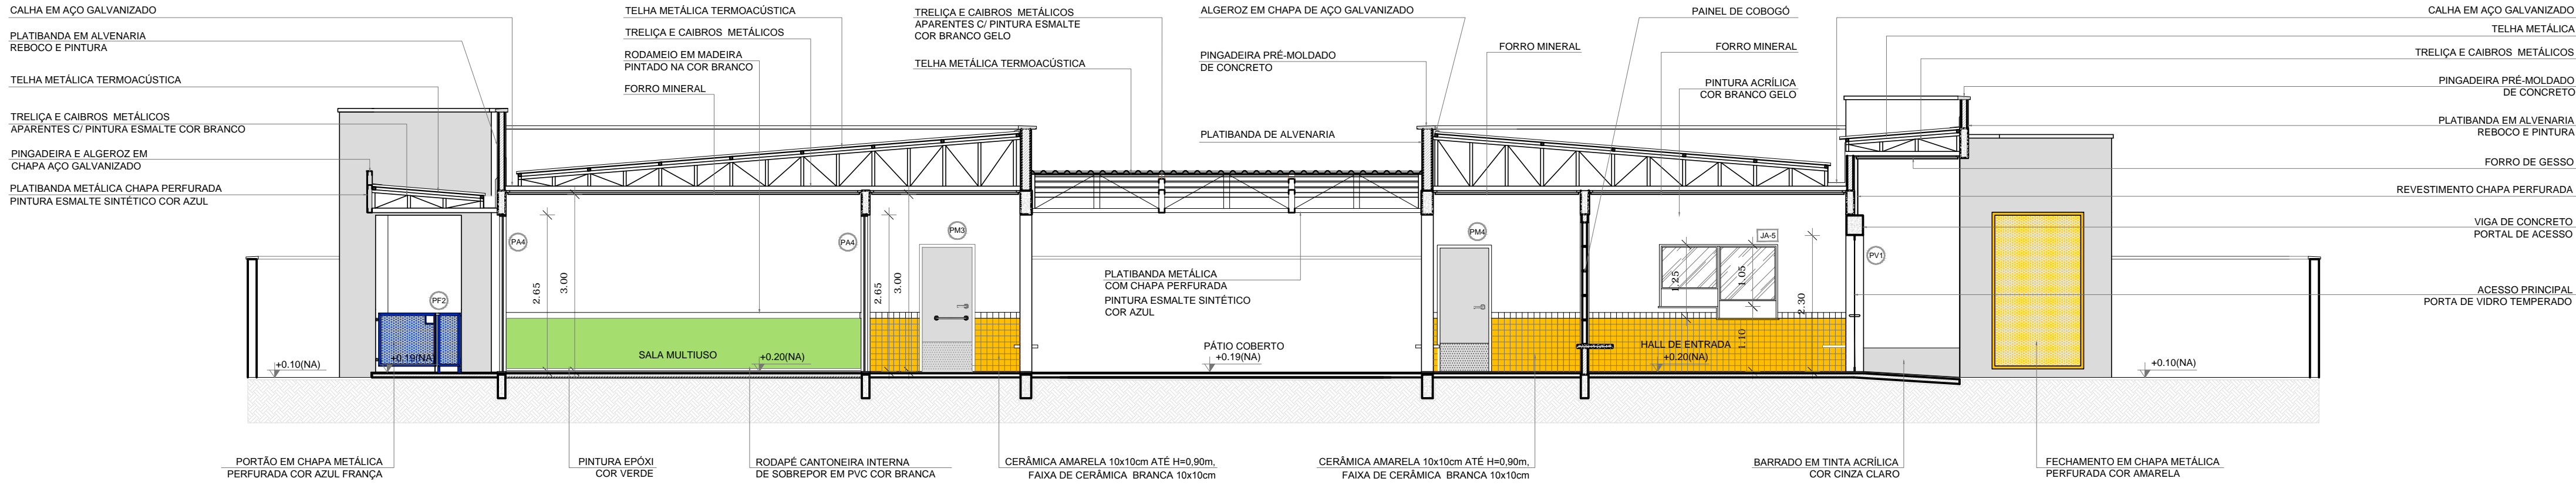 CALHA EM AÇO GALVANIZADO
PLATIBANDA EM ALVENARIA
REBOCO E PINTURA
TELHA METÁLICA TERMOACÚSTICA
TRELIÇA E CAIBROS METÁLICOS
APARENTES C/ PINTURA ESMALTE COR BRANCO
PINGADEIRA E ALGEROZ EM
CHAPA AÇO GALVANIZADO
PLATIBANDA METÁLICA CHAPA PERFURADA
PINTURA ESMALTE SINTÉTICO COR AZUL
TELHA METÁLICA TERMOACÚSTICA
TRELIÇA E CAIBROS METÁLICOS
RODAMEIO EM MADEIRA
PINTADO NA COR BRANCO
FORRO MINERAL
TRELIÇA E CAIBROS METÁLICOS
APARENTES C/ PINTURA ESMALTE
COR BRANCO GELO
TELHA METÁLICA TERMOACÚSTICA
ALGEROZ EM CHAPA DE AÇO GALVANIZADO
PINGADEIRA PRÉ-MOLDADO
DE CONCRETO
PLATIBANDA DE ALVENARIA
PAINEL DE COBOGÓ
FORRO MINERAL
FORRO MINERAL
PINTURA ACRÍLICA
COR BRANCO GELO
CALHA EM AÇO GALVANIZADO
TELHA METÁLICA
TRELIÇA E CAIBROS METÁLICOS
PINGADEIRA PRÉ-MOLDADO
DE CONCRETO
PLATIBANDA EM ALVENARIA
REBOCO E PINTURA
FORRO DE GESSO
REVESTIMENTO CHAPA PERFURADA
VIGA DE CONCRETO
PORTAL DE ACESSO
ACESSO PRINCIPAL
PORTA DE VIDRO TEMPERADO
PF2
PA4
2.65
3.00
PA4
2.65
3.00
PM3
PLATIBANDA METÁLICA
COM CHAPA PERFURADA
PINTURA ESMALTE SINTÉTICO
COR AZUL
PM4
JA-5
1.25
1.05
1.10
2.30
PV1
+0.10(NA)
+0.19(NA)
SALA MULTIUSO
+0.20(NA)
PÁTIO COBERTO
+0.19(NA)
HALL DE ENTRADA
+0.20(NA)
+0.10(NA)
PORTÃO EM CHAPA METÁLICA
PERFURADA COR AZUL FRANÇA
PINTURA EPÓXI
COR VERDE
RODAPÉ CANTONEIRA INTERNA
DE SOBREPOR EM PVC COR BRANCA
CERÂMICA AMARELA 10x10cm ATÉ H=0,90m,
FAIXA DE CERÂMICA BRANCA 10x10cm
CERÂMICA AMARELA 10x10cm ATÉ H=0,90m,
FAIXA DE CERÂMICA BRANCA 10x10cm
BARRADO EM TINTA ACRÍLICA
COR CINZA CLARO
FECHAMENTO EM CHAPA METÁLICA
PERFURADA COR AMARELA